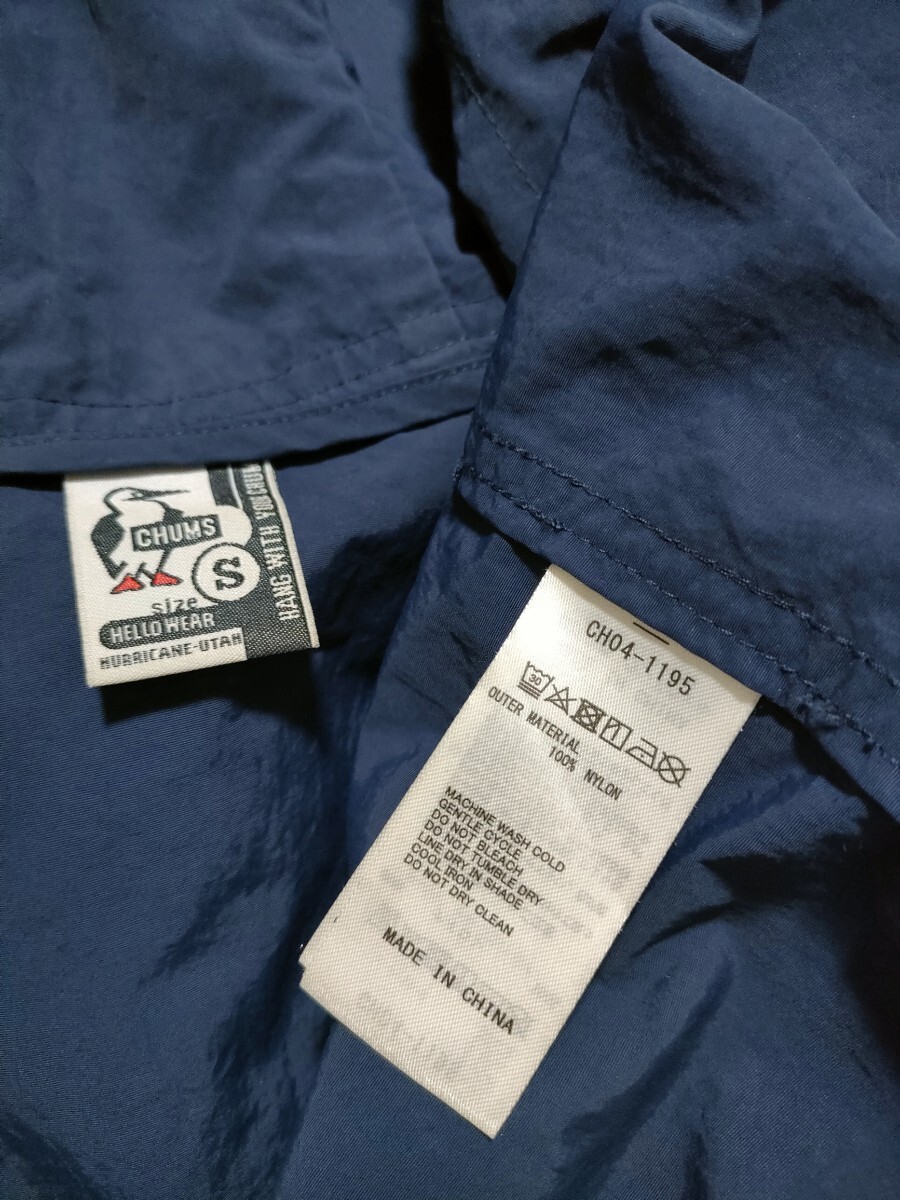 CHUMS
S
size
HELLO WEAR
HURRICANE-UTAH
HANG WITH YOU
CH04-1195
30
OUTER MATERIAL
100% NYLON
MACHINE WASH COLD
GENTLE CYCLE
DO NOT BLEACH
DO NOT TUMBLE DRY
LINE DRY IN SHADE
COOL IRON
DO NOT DRY CLEAN
MADE IN CHINA